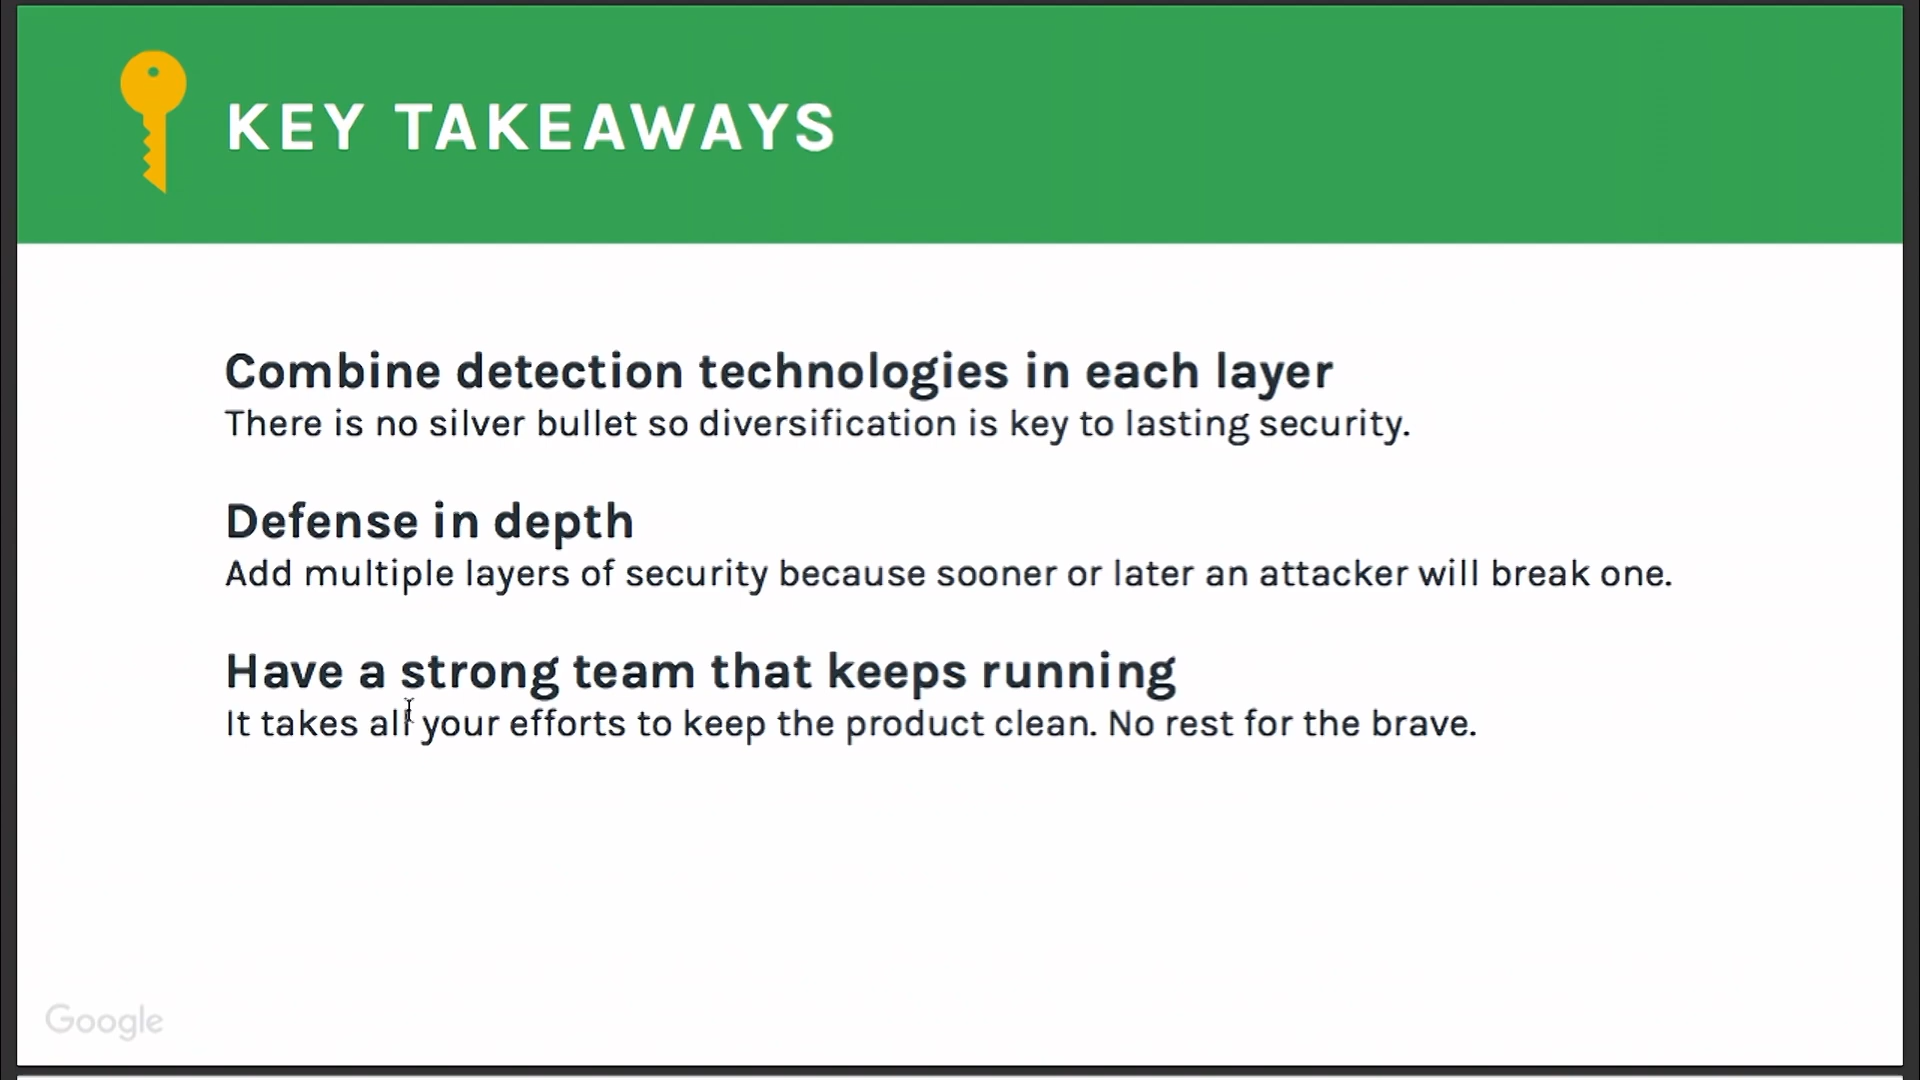 KEY TAKEAWAYS
Combine detection technologies in each layer
There is no silver bullet so diversification is key to lasting security.
Defense in depth
Add multiple layers of security because sooner or later an attacker will break one.
Have a strong team that keeps running
It takes all your efforts to keep the product clean. No rest for the brave.
Google